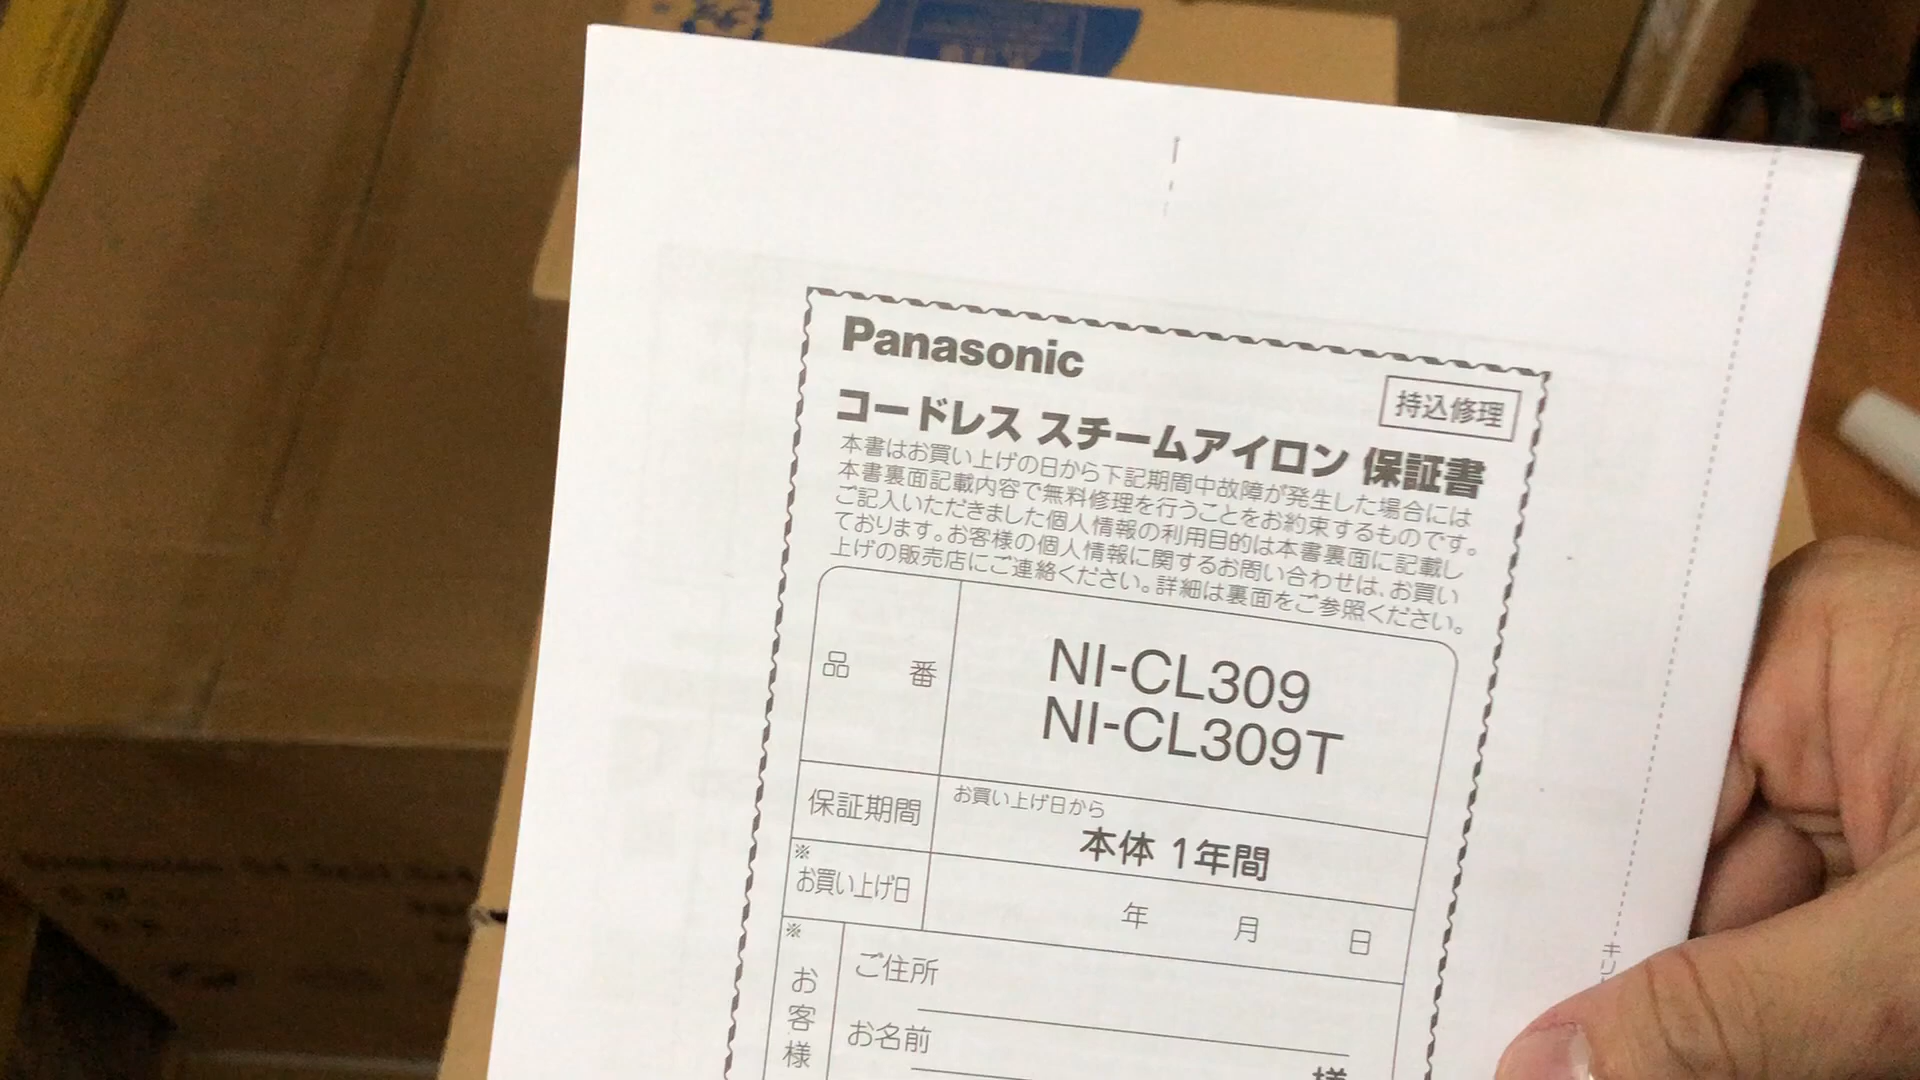 Panasonic
持込修理
コードレス スチームアイロン 保証書
本書はお買い上げの日から下記期間中故障が発生した場合には
本書裏面記載内容で無料修理を行うことをお約束するものです。
ご記入いただきました個人情報の利用目的は本書裏面に記載し
ております。お客様の個人情報に関するお問い合わせは、お買い
上げの販売店にご連絡ください。詳細は裏面をご参照ください。
品番
NI-CL309
NI-CL309T
保証期間
お買い上げ日から
本体 1年間
※
お買い上げ日
年 月 日
※
お客様
ご住所
お名前
様
キリ